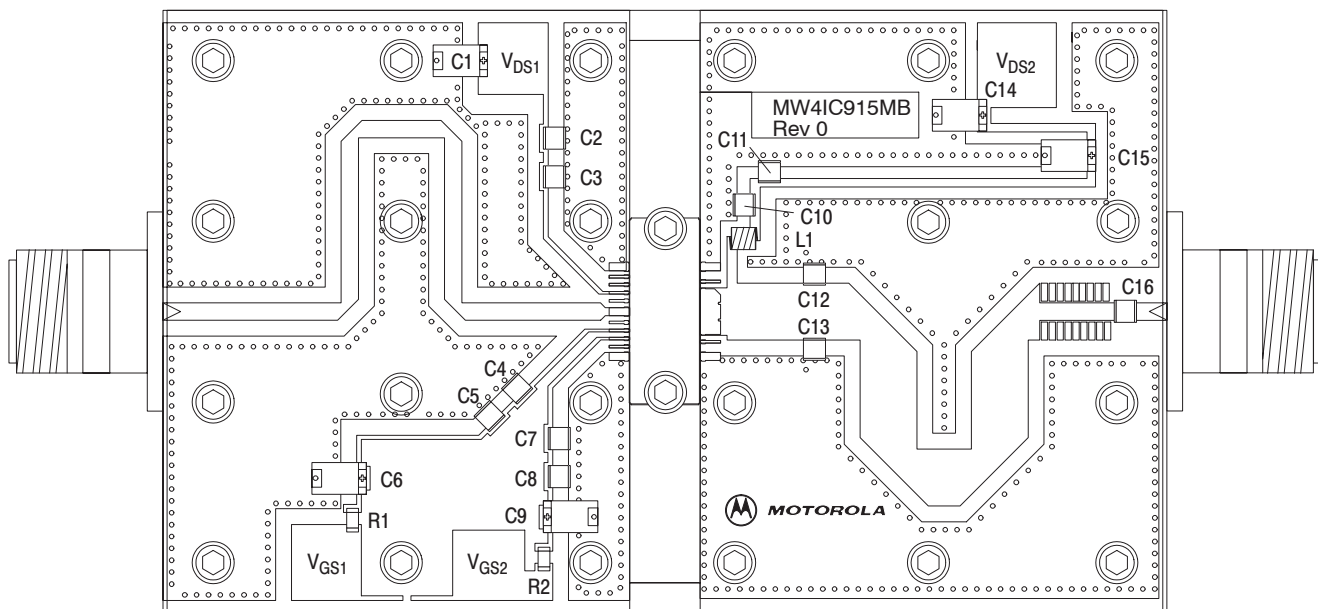 C1
VDS1
VDS2
C14
MW4IC915MB
Rev 0
C2
C11
C3
C15
C10
L1
C12
C16
C13
C4
C5
C7
C6
C8
C9
R1
MOTOROLA
VGS1
VGS2
R2